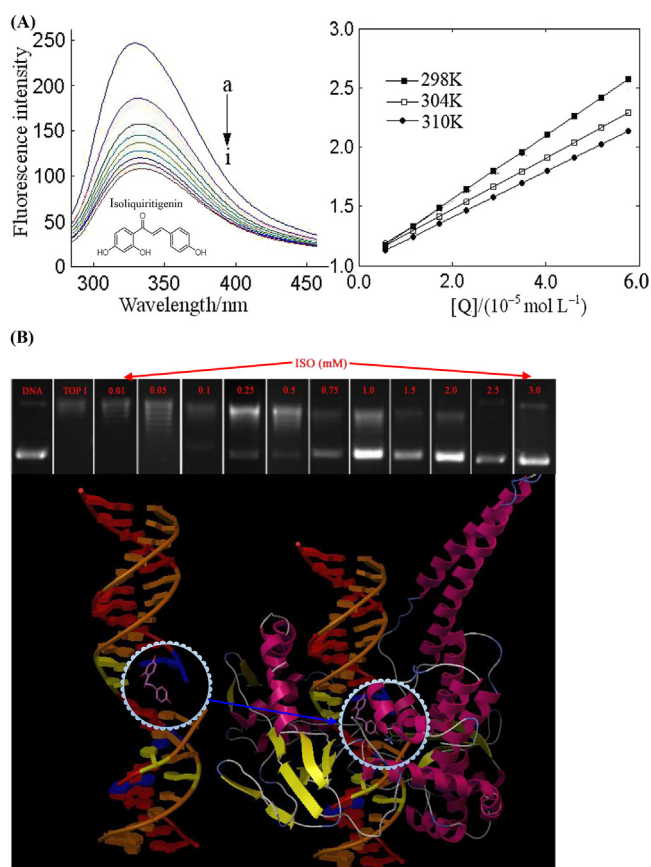 (A)
250
200
150
100
50
0
Fluorescence intensity
a
i
Isoliquiritigenin
O
HO
OH
OH
300
350
400
450
Wavelength/nm
3.0
2.5
2.0
1.5
1.0
298K
304K
310K
0.0
2.0
4.0
6.0
[Q]/(10⁻⁵ mol L⁻¹)
(B)
ISO (mM)
DNA TOP I 0.01 0.05 0.1 0.25 0.5 0.75 1.0 1.5 2.0 2.5 3.0